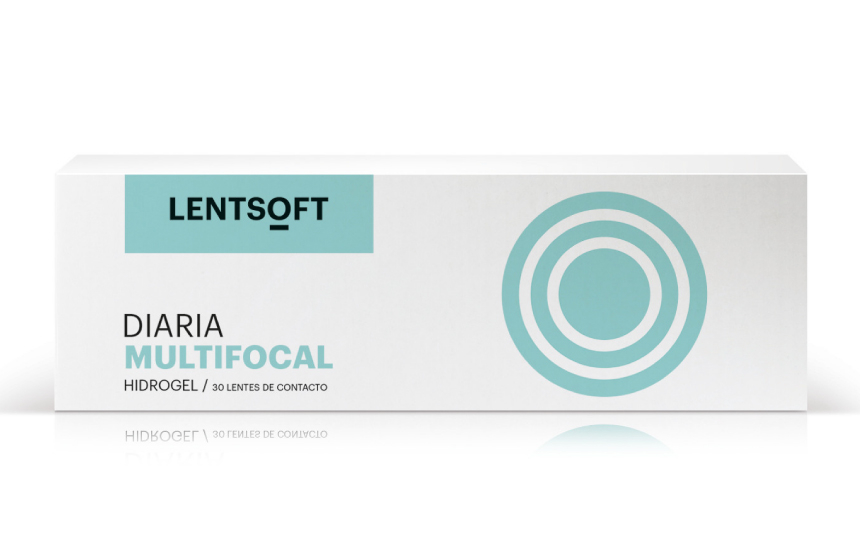 LENTSOFT
DIARIA
MULTIFOCAL
HIDROGEL / 30 LENTES DE CONTACTO